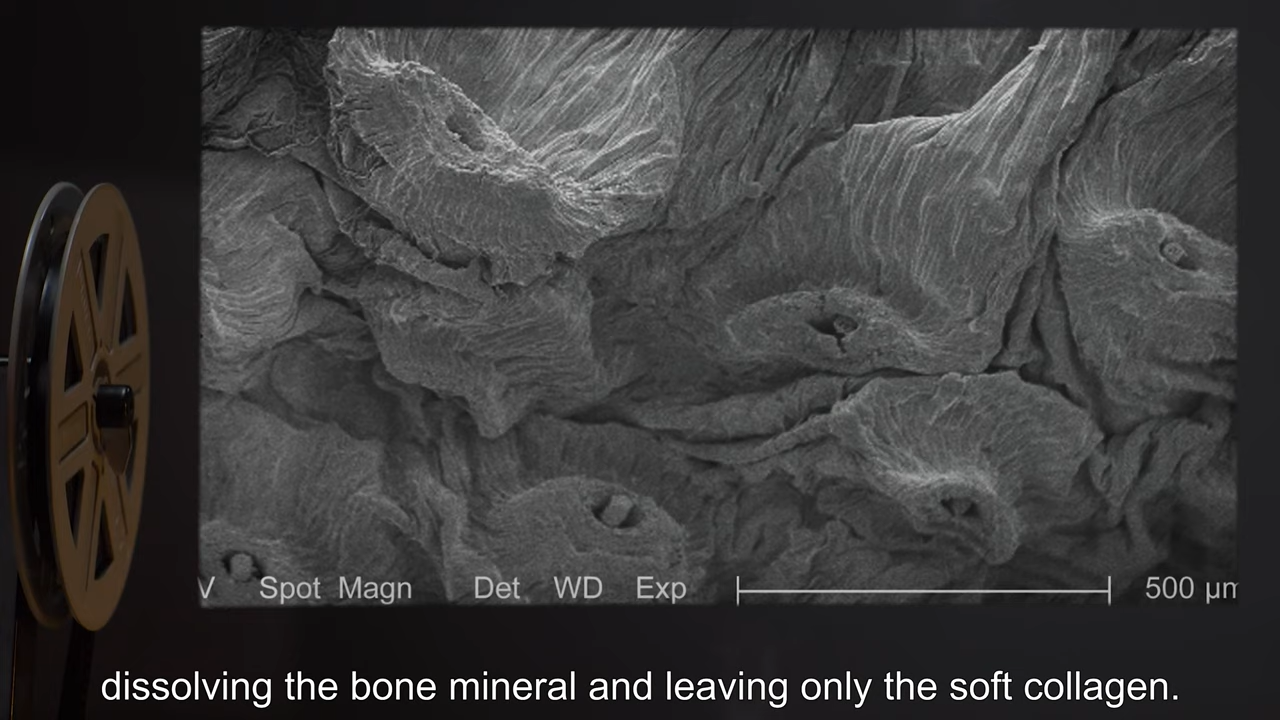 V Spot Magn Det WD Exp 500 µm
dissolving the bone mineral and leaving only the soft collagen.